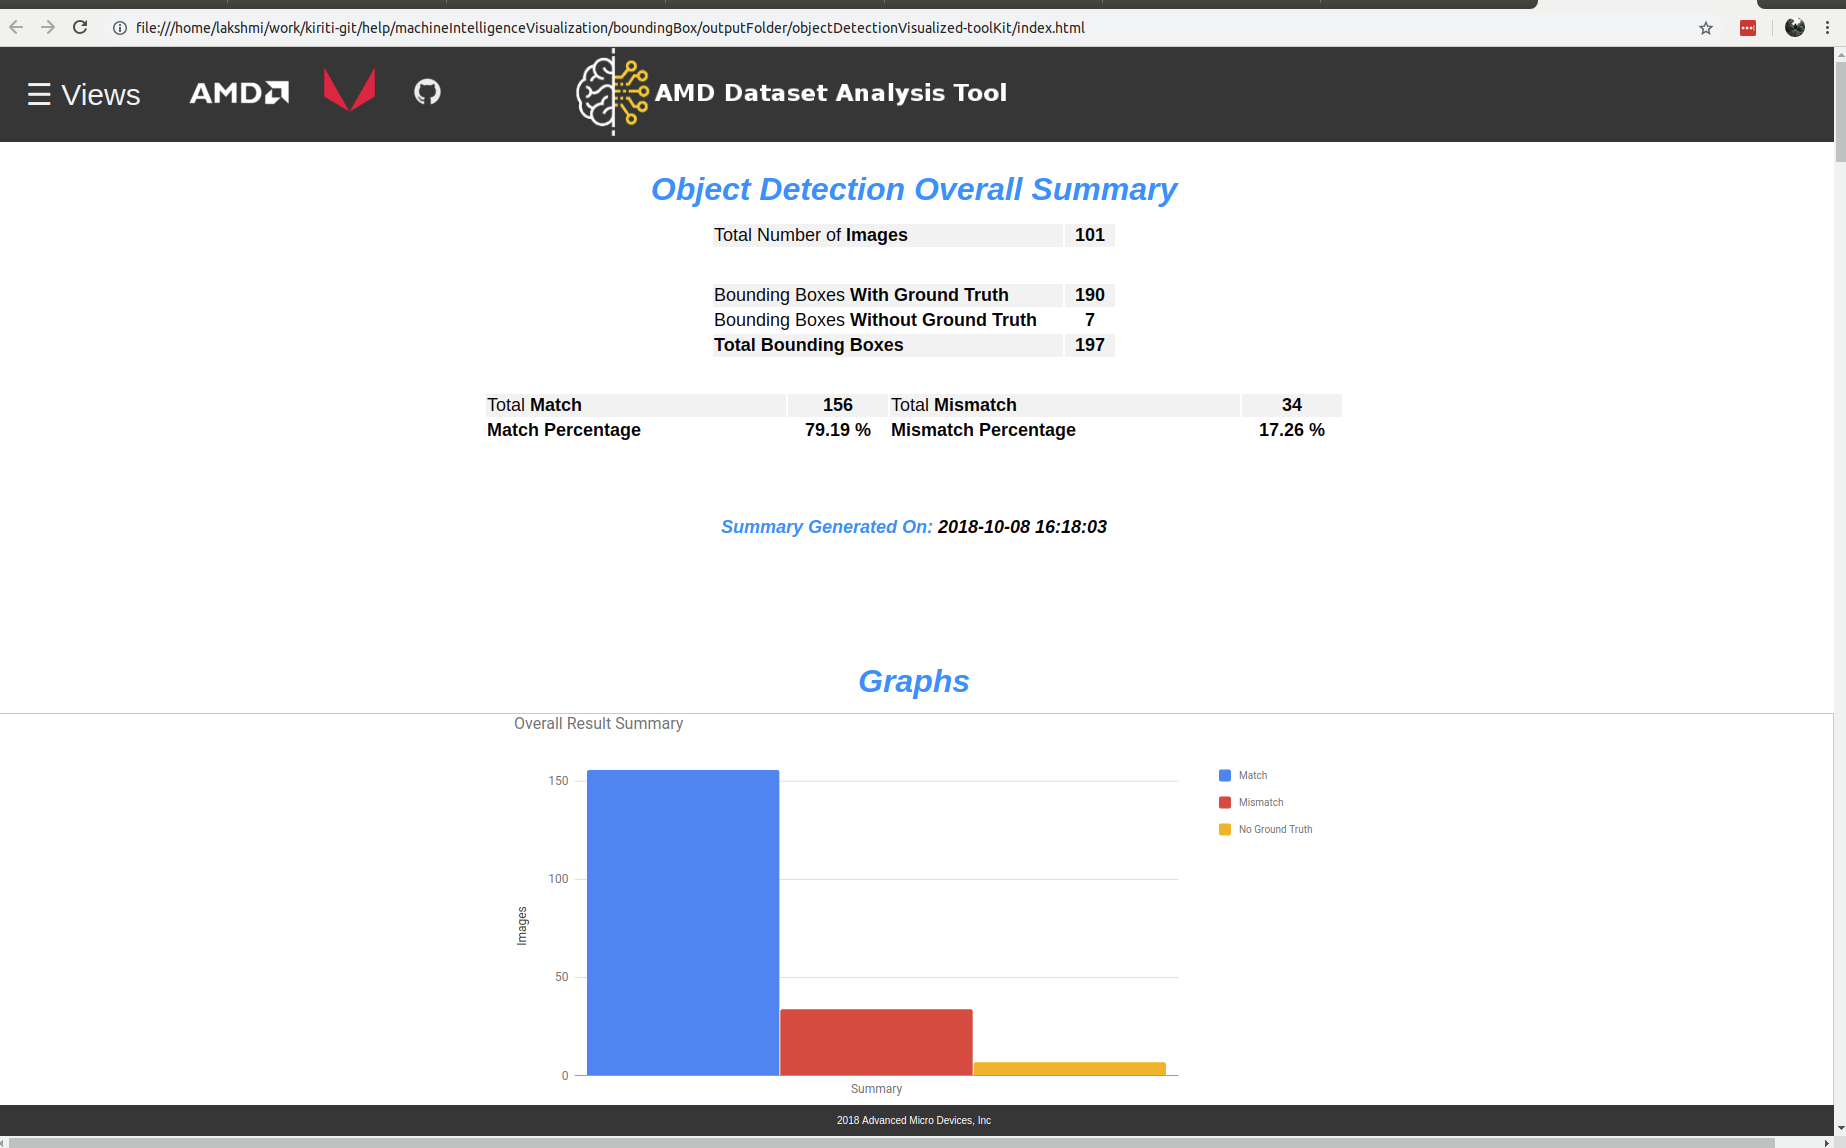 file:///home/lakshmi/work/kiriti-git/help/machineIntelligenceVisualization/boundingBox/outputFolder/objectDetectionVisualized-toolKit/index.html
☰ Views AMD AMD Dataset Analysis Tool
Object Detection Overall Summary
Total Number of Images 101
Bounding Boxes With Ground Truth 190
Bounding Boxes Without Ground Truth 7
Total Bounding Boxes 197
Total Match 156 Total Mismatch 34
Match Percentage 79.19 % Mismatch Percentage 17.26 %
Summary Generated On: 2018-10-08 16:18:03
Graphs
Overall Result Summary
150
100
50
0
Images
Summary
Match
Mismatch
No Ground Truth
2018 Advanced Micro Devices, Inc